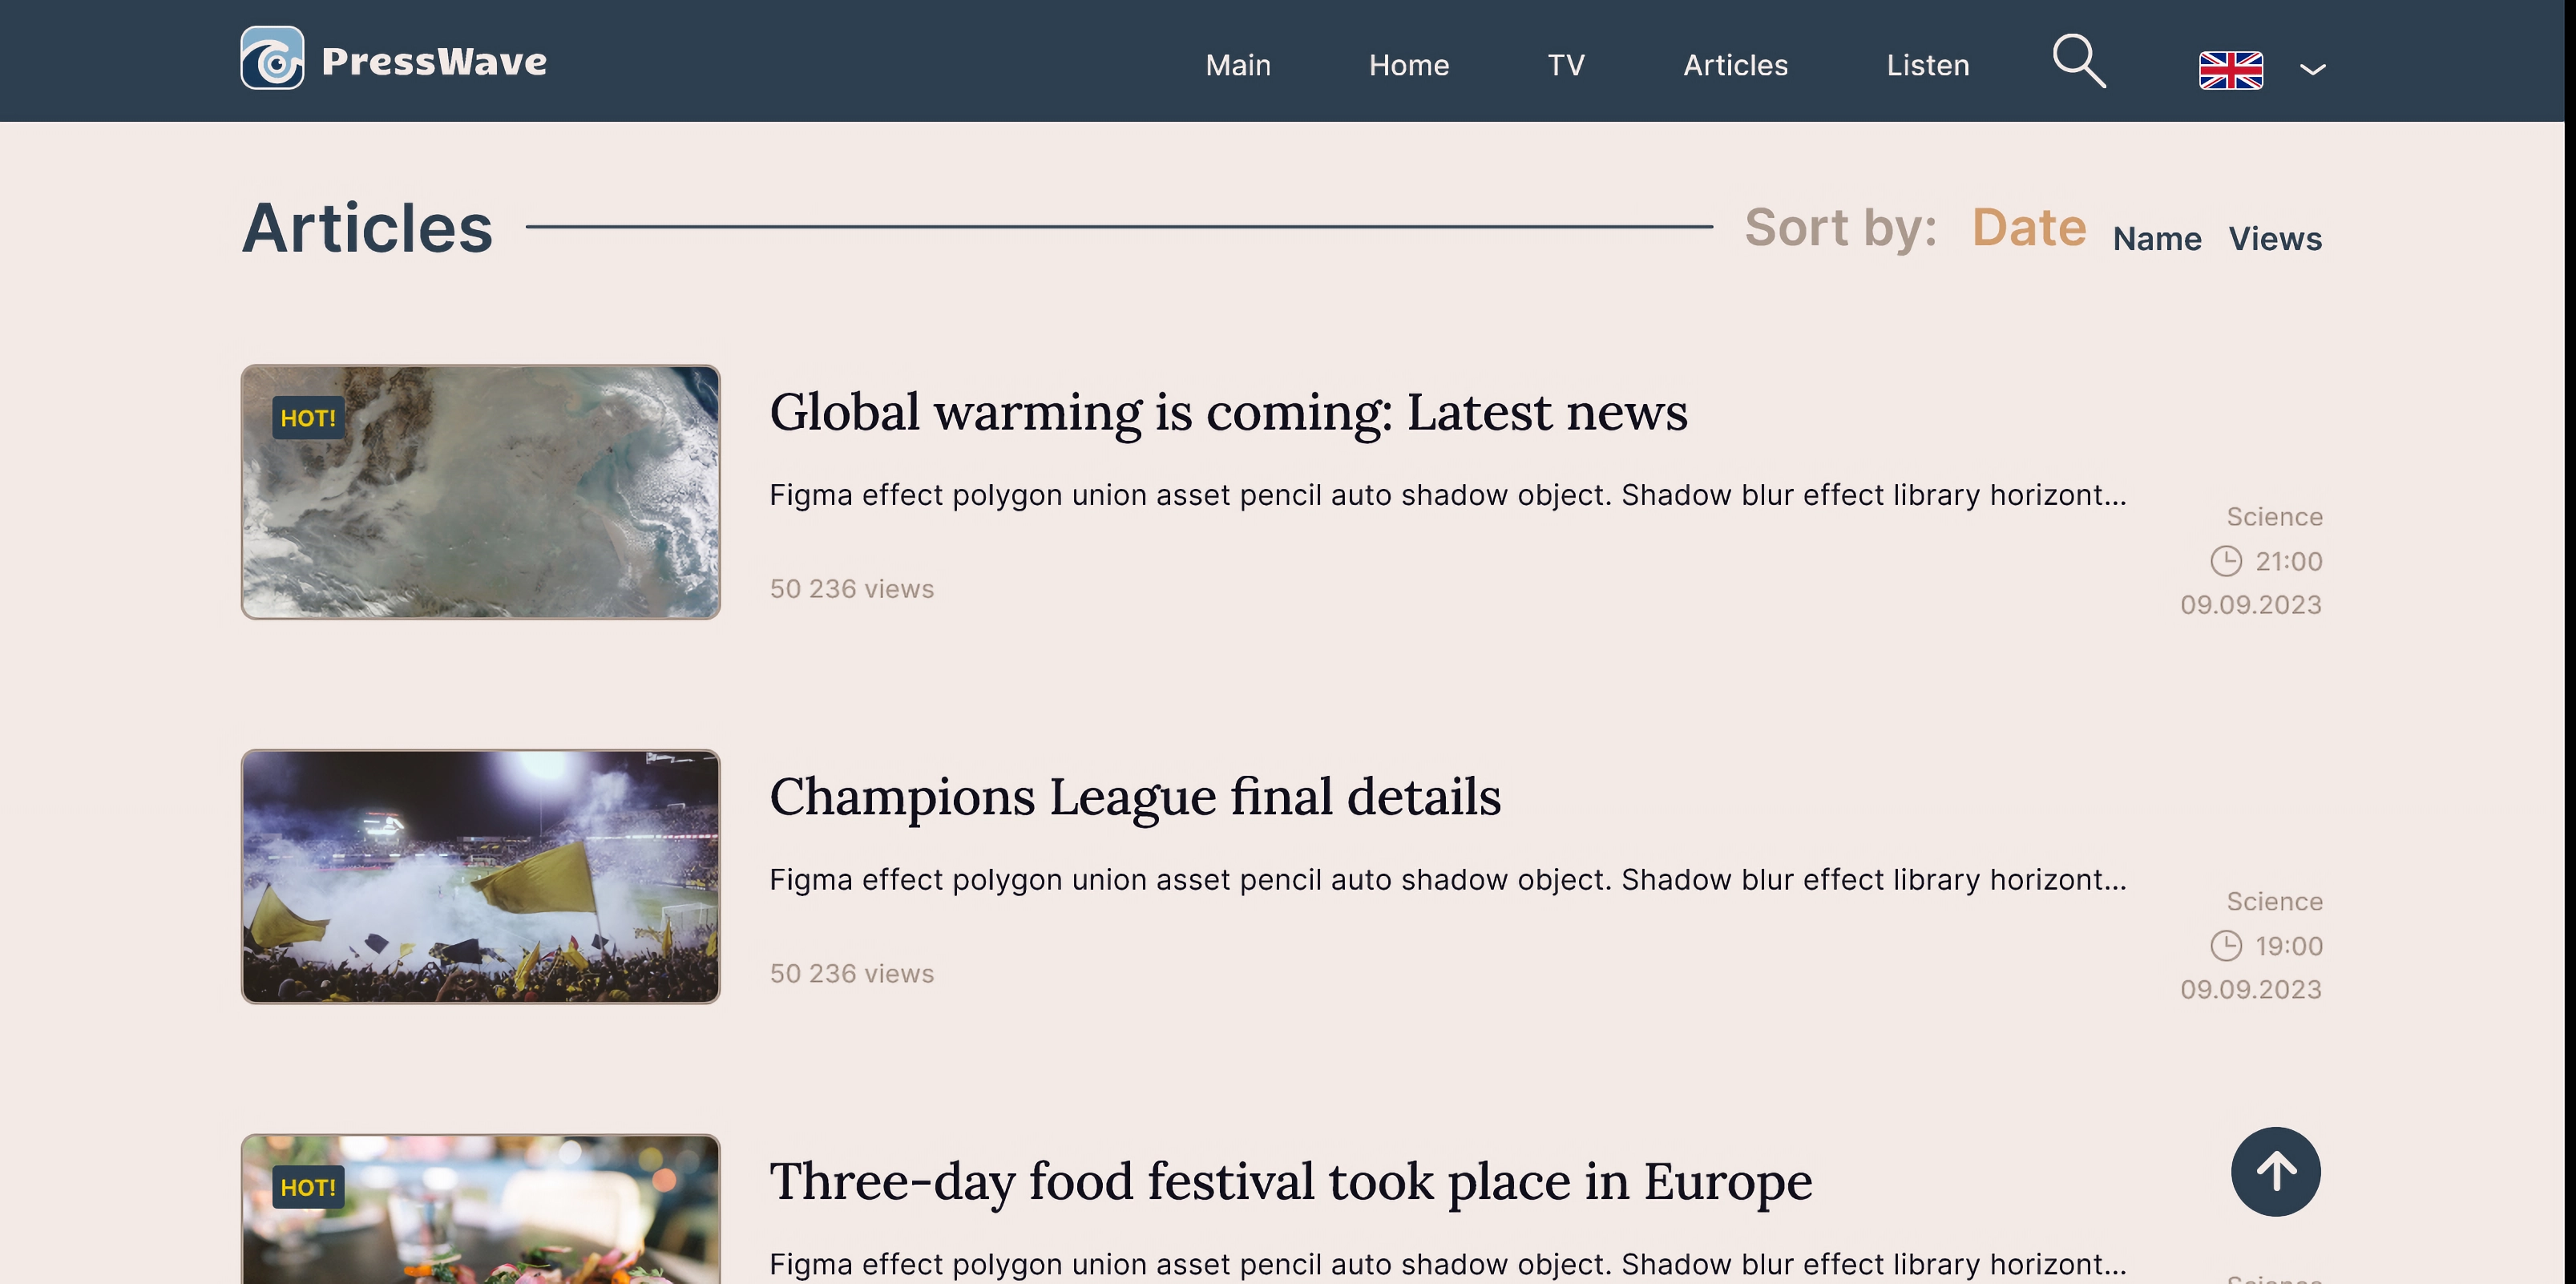 PressWave
Main Home TV Articles Listen
Articles Sort by: Date Name Views
HOT!
Global warming is coming: Latest news
Figma effect polygon union asset pencil auto shadow object. Shadow blur effect library horizont...
Science
21:00
50 236 views
09.09.2023
Champions League final details
Figma effect polygon union asset pencil auto shadow object. Shadow blur effect library horizont...
Science
19:00
50 236 views
09.09.2023
HOT!
Three-day food festival took place in Europe
Figma effect polygon union asset pencil auto shadow object. Shadow blur effect library horizont...
Science